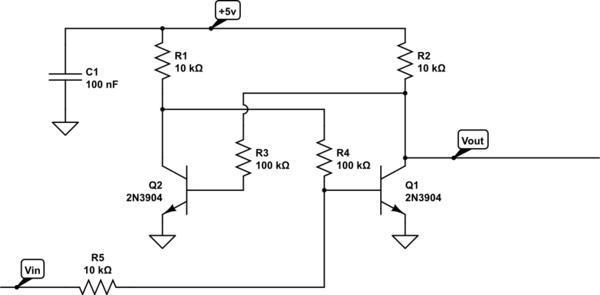 +5v
R1
10 kΩ
R2
10 kΩ
C1
100 nF
R3
100 kΩ
R4
100 kΩ
Vout
Q2
2N3904
Q1
2N3904
R5
10 kΩ
Vin